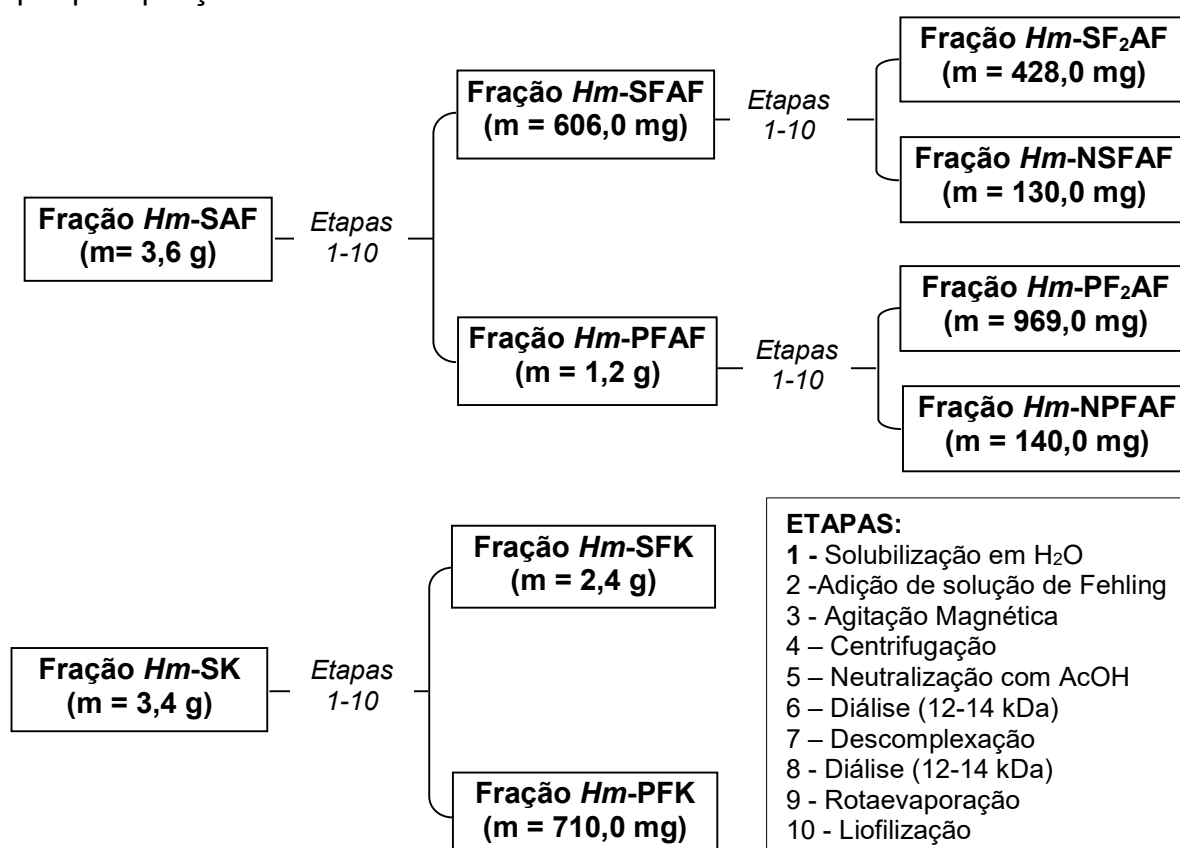 Fração Hm-SF₂AF
(m = 428,0 mg)
Fração Hm-SFAF
(m = 606,0 mg)
Etapas
1-10
Fração Hm-NSFAF
(m = 130,0 mg)
Fração Hm-SAF
(m= 3,6 g)
Etapas
1-10
Fração Hm-PF₂AF
(m = 969,0 mg)
Fração Hm-PFAF
(m = 1,2 g)
Etapas
1-10
Fração Hm-NPFAF
(m = 140,0 mg)
Fração Hm-SFK
(m = 2,4 g)
Fração Hm-SK
(m = 3,4 g)
Etapas
1-10
Fração Hm-PFK
(m = 710,0 mg)
ETAPAS:
1 - Solubilização em H₂O
2 -Adição de solução de Fehling
3 - Agitação Magnética
4 – Centrifugação
5 – Neutralização com AcOH
6 – Diálise (12-14 kDa)
7 – Descomplexação
8 - Diálise (12-14 kDa)
9 - Rotaevaporação
10 - Liofilização